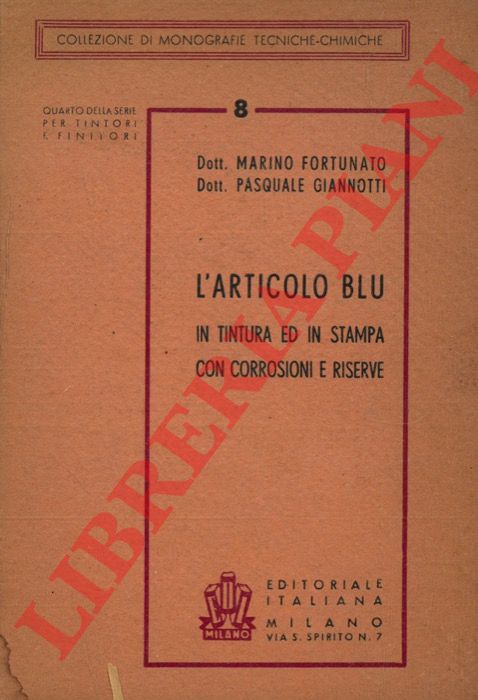 COLLEZIONE DI MONOGRAFIE TECNICHE-CHIMICHE
8
QUARTO DELLA SERIE
PER TINTORI
E FINITORI
Dott. MARINO FORTUNATO
Dott. PASQUALE GIANNOTTI
L'ARTICOLO BLU
IN TINTURA ED IN STAMPA
CON CORROSIONI E RISERVE
MILANO
EDITORIALE
ITALIANA
MILANO
VIA S. SPIRITO N. 7
LIBRERIA PIANI